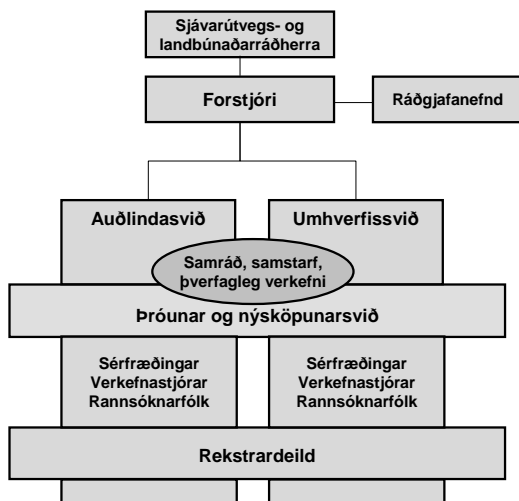 Sjávarútvegs- og
landbúnaðarráðherra
Forstjóri
Ráðgjafanefnd
Auðlindasvið
Umhverfissvið
Samráð, samstarf,
þverfagleg verkefni
Þróunar og nýsköpunarsvið
Sérfræðingar
Verkefnastjórar
Rannsóknarfólk
Sérfræðingar
Verkefnastjórar
Rannsóknarfólk
Rekstrardeild